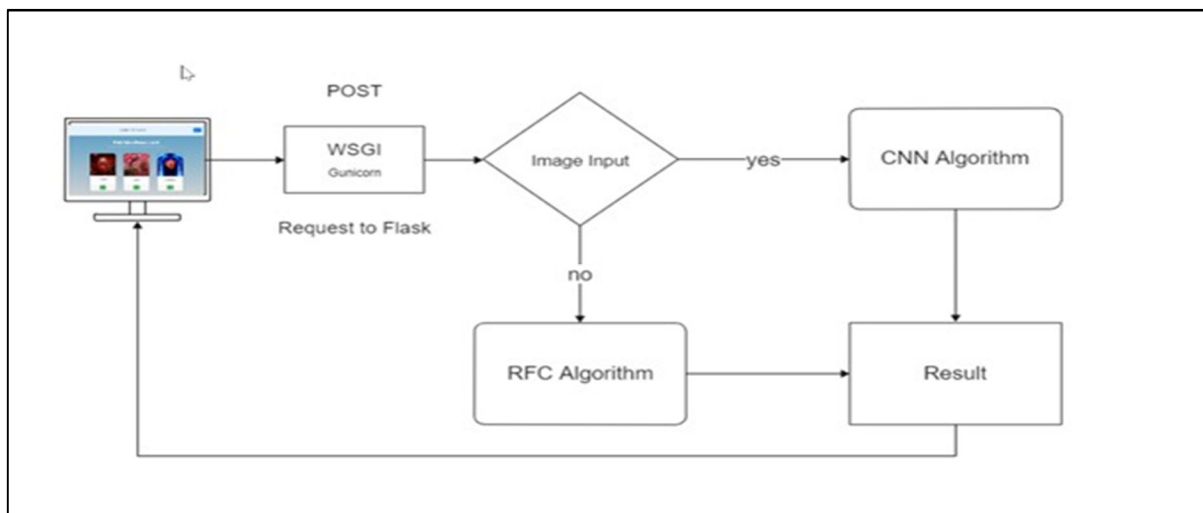 POST
WSGI
Gunicorn
Request to Flask
Image Input
yes
CNN Algorithm
no
RFC Algorithm
Result